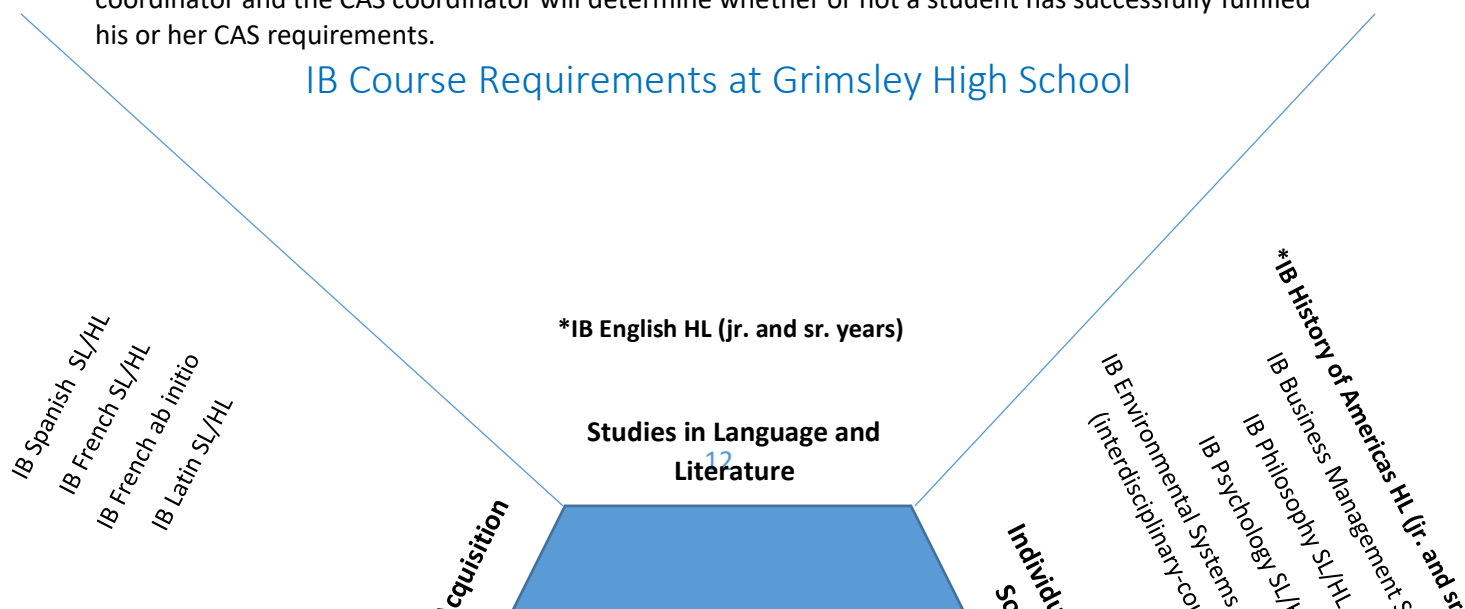 his or her CAS requirements.
IB Course Requirements at Grimsley High School
*IB English HL (jr. and sr. years)
Studies in Language and
Literature
12
IB Spanish SL/HL
IB French SL/HL
IB French ab initio
IB Latin SL/HL
*IB History of Americas HL (jr. and
IB Business Management
IB Philosophy SL/HL
IB Psychology
IB Environmental Systems